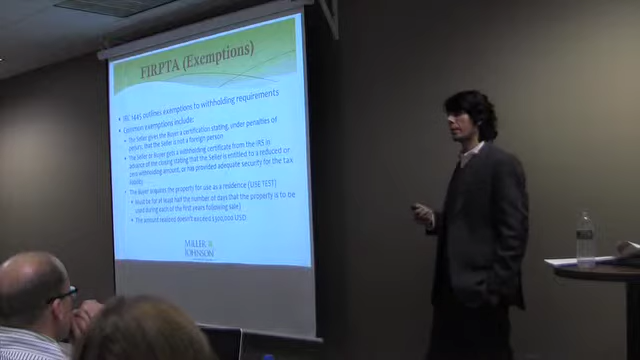 FIRPTA (Exemptions)
IRC 1445 outlines exemptions to withholding requirements
Common exemptions include:
The Seller gives the Buyer a certification stating, under penalties of
perjury, that the Seller is not a foreign person
The Seller or Buyer gets a withholding certificate from the IRS in
advance of the closing stating that the Seller is entitled to a reduced or
zero withholding amount, or has provided adequate security for the tax
liability
The Buyer acquires the property for use as a residence (USE TEST)
Must be for at least half the number of days that the property is to be
used during each of the first years following sale)
The amount realized doesn't exceed $300,000 USD
MILLER &
JOHNSON